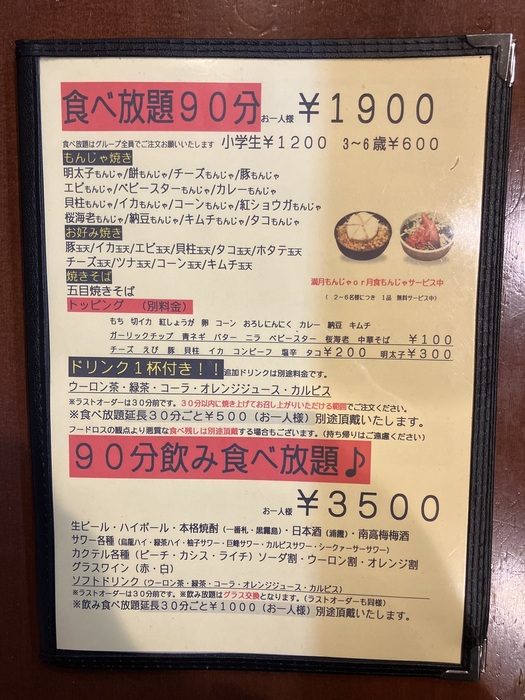 食べ放題９０分お一人様 ￥１９００
食べ放題はグループ全員でご注文お願いいたします 小学生￥１２００ ３～６歳￥６００
もんじゃ焼き
明太子もんじゃ/餅もんじゃ/チーズもんじゃ/豚もんじゃ
エビもんじゃ/ベビースターもんじゃ/カレーもんじゃ
貝柱もんじゃ/イカもんじゃ/コーンもんじゃ/紅ショウガもんじゃ
桜海老もんじゃ/納豆もんじゃ/キムチもんじゃ/タコもんじゃ
お好み焼き
豚玉天/イカ玉天/エビ玉天/貝柱玉天/タコ玉天/ホタテ玉天
チーズ玉天/ツナ玉天/コーン玉天/キムチ玉天
焼きそば
五目焼きそば
満月もんじゃｏｒ月食もんじゃサービス中
（ ２－６名様につき １品 無料サービス中）
トッピング （別料金）
もち 切イカ 紅しょうが 卵 コーン おろしにんにく カレー 納豆 キムチ
ガーリックチップ 青ネギ バター ニラ ベビースター 桜海老 中華そば ￥１００
チーズ えび 豚 貝柱 イカ コンビーフ 塩辛 タコ￥２００ 明太子￥３００
ドリンク１杯付き！！追加ドリンクは別途料金です。
ウーロン茶・緑茶・コーラ・オレンジジュース・カルピス
※ラストオーダーは３０分前です。３０分以内に焼き上げてお召し上がりいただける範囲でご注文ください。
※食べ放題延長３０分ごと￥５００（お一人様）別途頂戴いたします。
フードロスの観点より悪質な食べ残しは別途頂戴する場合もございます。（持ち帰りはご遠慮ください）
９０分飲み食べ放題♪
お一人様 ￥３５００
生ビール・ハイボール・本格焼酎（一番札・黒霧島）・日本酒（浦霞）・南高梅梅酒
サワー各種（烏龍ハイ・緑茶ハイ・柚子サワー・巨峰サワー・カルピスサワー・シークァーサーサワー）
カクテル各種（ピーチ・カシス・ライチ）ソーダ割・ウーロン割・オレンジ割
グラスワイン（赤・白）
ソフトドリンク（ウーロン茶・緑茶・コーラ・オレンジジュース・カルピス）
※ラストオーダーは３０分前です。※飲み放題はグラス交換となります。（ラストオーダーも同様）
※飲み食べ放題延長３０分ごと￥１０００（お一人様）別途頂戴いたします。